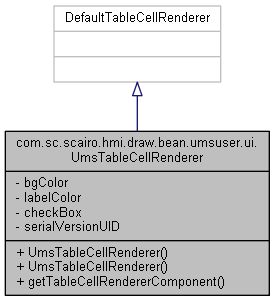 DefaultTableCellRenderer
com.sc.scairo.hmi.draw.bean.umsuser.ui.
UmsTableCellRenderer
- bgColor
- labelColor
- checkBox
- serialVersionUID
+ UmsTableCellRenderer()
+ UmsTableCellRenderer()
+ getTableCellRendererComponent()